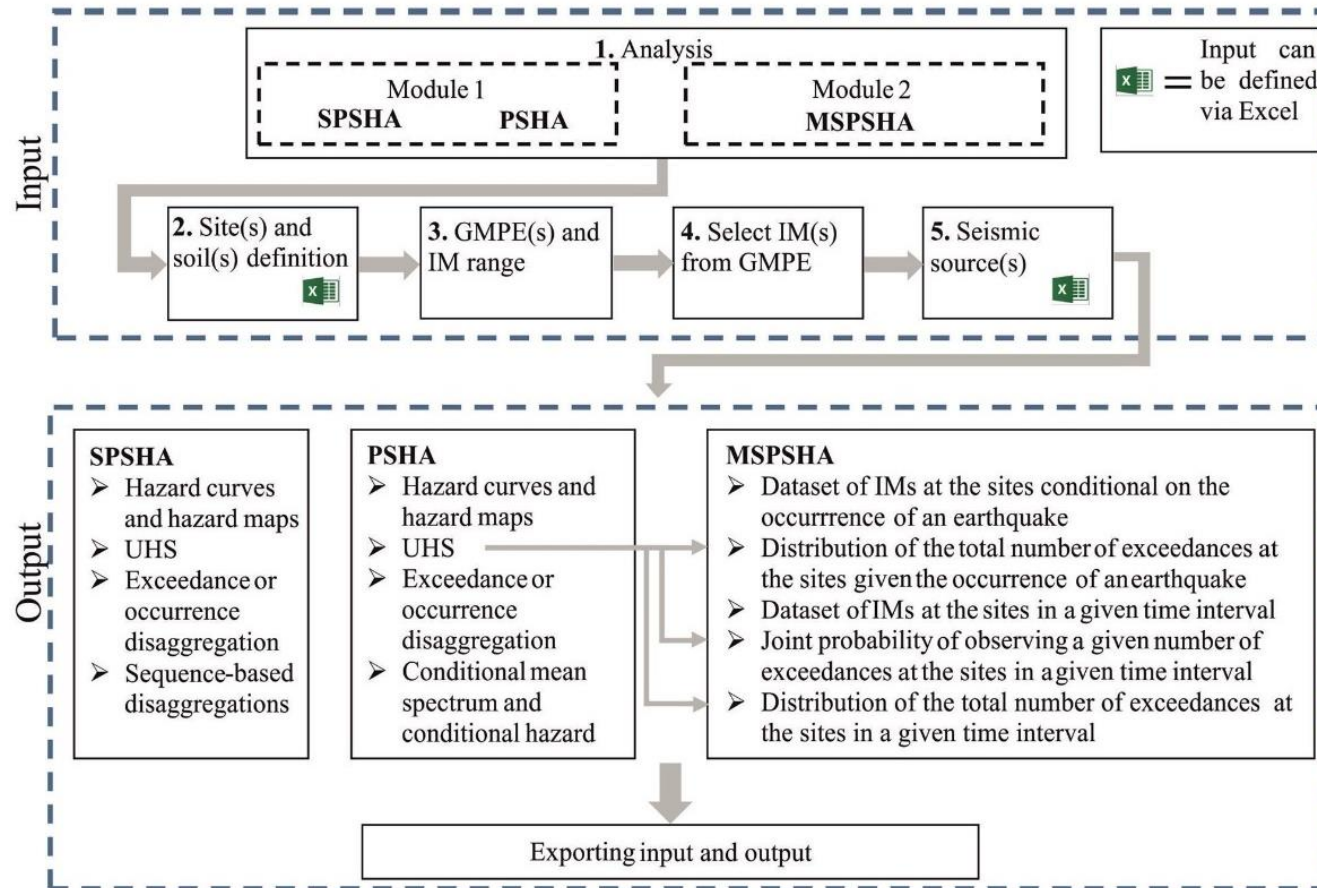 Input
1. Analysis
Module 1
SPSHA PSHA
Module 2
MSPSHA
Input can
= be defined
via Excel
2. Site(s) and
soil(s) definition
3. GMPE(s) and
IM range
4. Select IM(s)
from GMPE
5. Seismic
source(s)
Output
SPSHA
➢ Hazard curves
and hazard maps
➢ UHS
➢ Exceedance or
occurrence
disaggregation
➢ Sequence-based
disaggregations
PSHA
➢ Hazard curves and
hazard maps
➢ UHS
➢ Exceedance or
occurrence
disaggregation
➢ Conditional mean
spectrum and
conditional hazard
MSPSHA
➢ Dataset of IMs at the sites conditional on the
occurrrence of an earthquake
➢ Distribution of the total number of exceedances at
the sites given the occurrence of an earthquake
➢ Dataset of IMs at the sites in a given time interval
➢ Joint probability of observing a given number of
exceedances at the sites in a given time interval
➢ Distribution of the total number of exceedances at
the sites in a given time interval
Exporting input and output